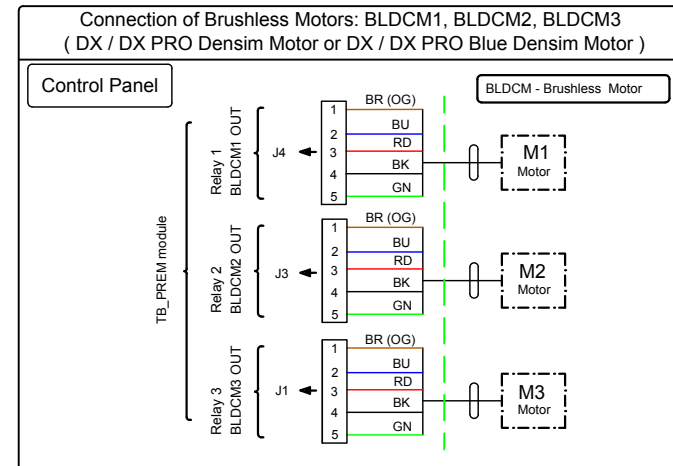 Connection of Brushless Motors: BLDCM1, BLDCM2, BLDCM3
( DX / DX PRO Densim Motor or DX / DX PRO Blue Densim Motor )
Control Panel
BLDCM - Brushless Motor
TB_PREM module
Relay 1
BLDCM1 OUT
J4
1
2
3
4
5
BR (OG)
BU
RD
BK
GN
M1
Motor
Relay 2
BLDCM2 OUT
J3
1
2
3
4
5
BR (OG)
BU
RD
BK
GN
M2
Motor
Relay 3
BLDCM3 OUT
J1
1
2
3
4
5
BR (OG)
BU
RD
BK
GN
M3
Motor